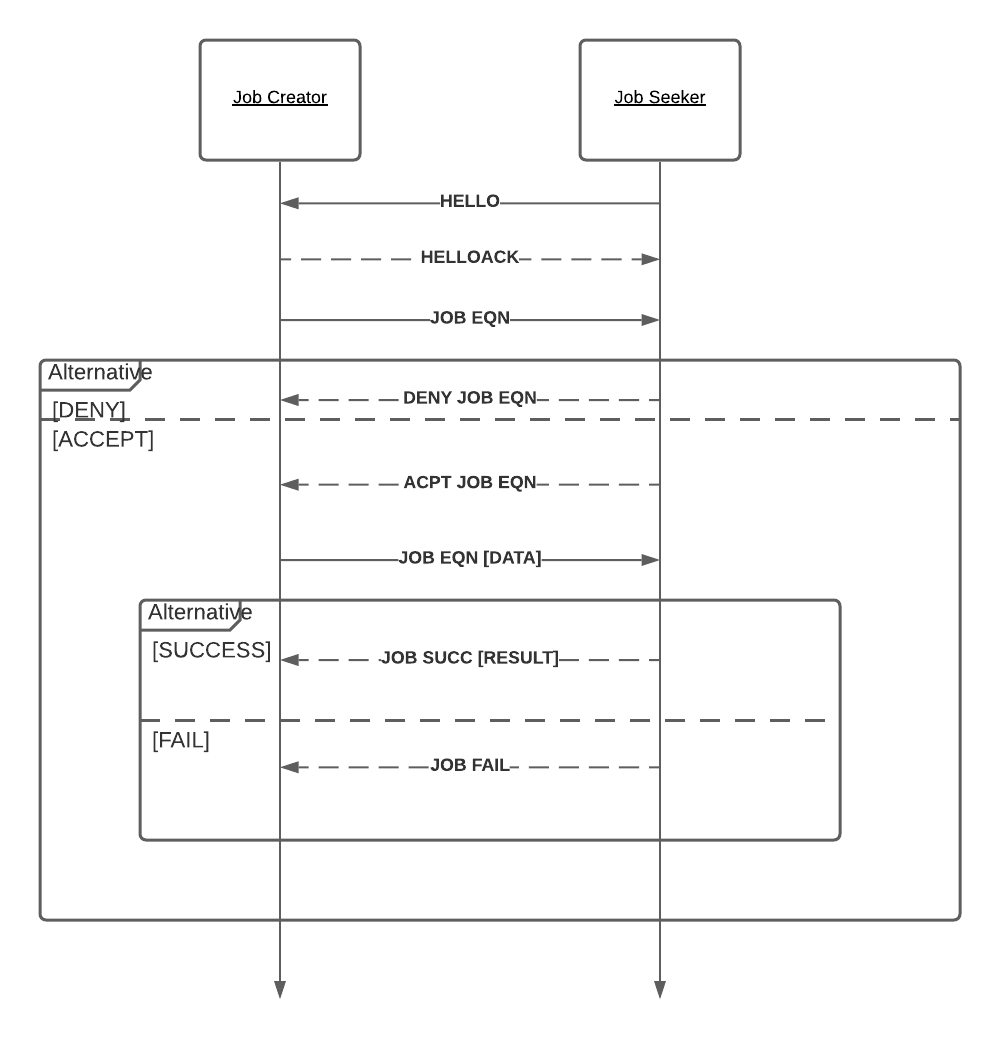 Job Creator
Job Seeker
HELLO
HELLOACK
JOB EQN
Alternative
DENY JOB EQN
[DENY]
[ACCEPT]
ACPT JOB EQN
JOB EQN [DATA]
Alternative
[SUCCESS]
JOB SUCC [RESULT]
[FAIL]
JOB FAIL